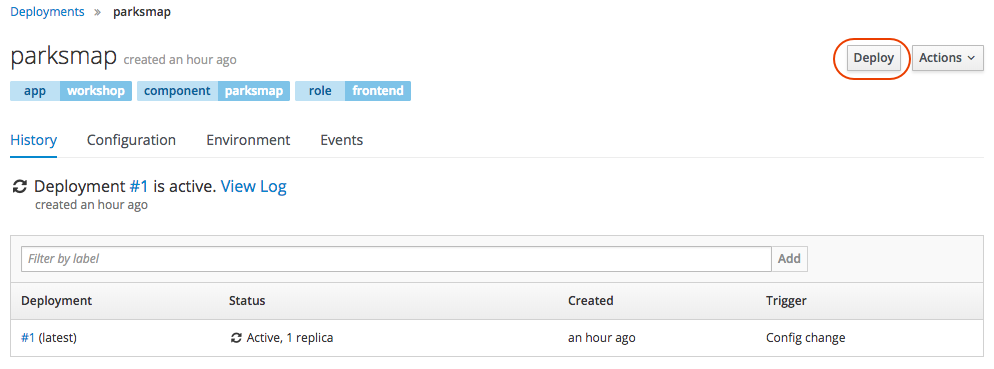 Deployments » parksmap
parksmap created an hour ago
Deploy
Actions
app workshop component parksmap role frontend
History Configuration Environment Events
Deployment #1 is active. View Log
created an hour ago
Filter by label
Add
Deployment Status Created Trigger
#1 (latest) Active, 1 replica an hour ago Config change